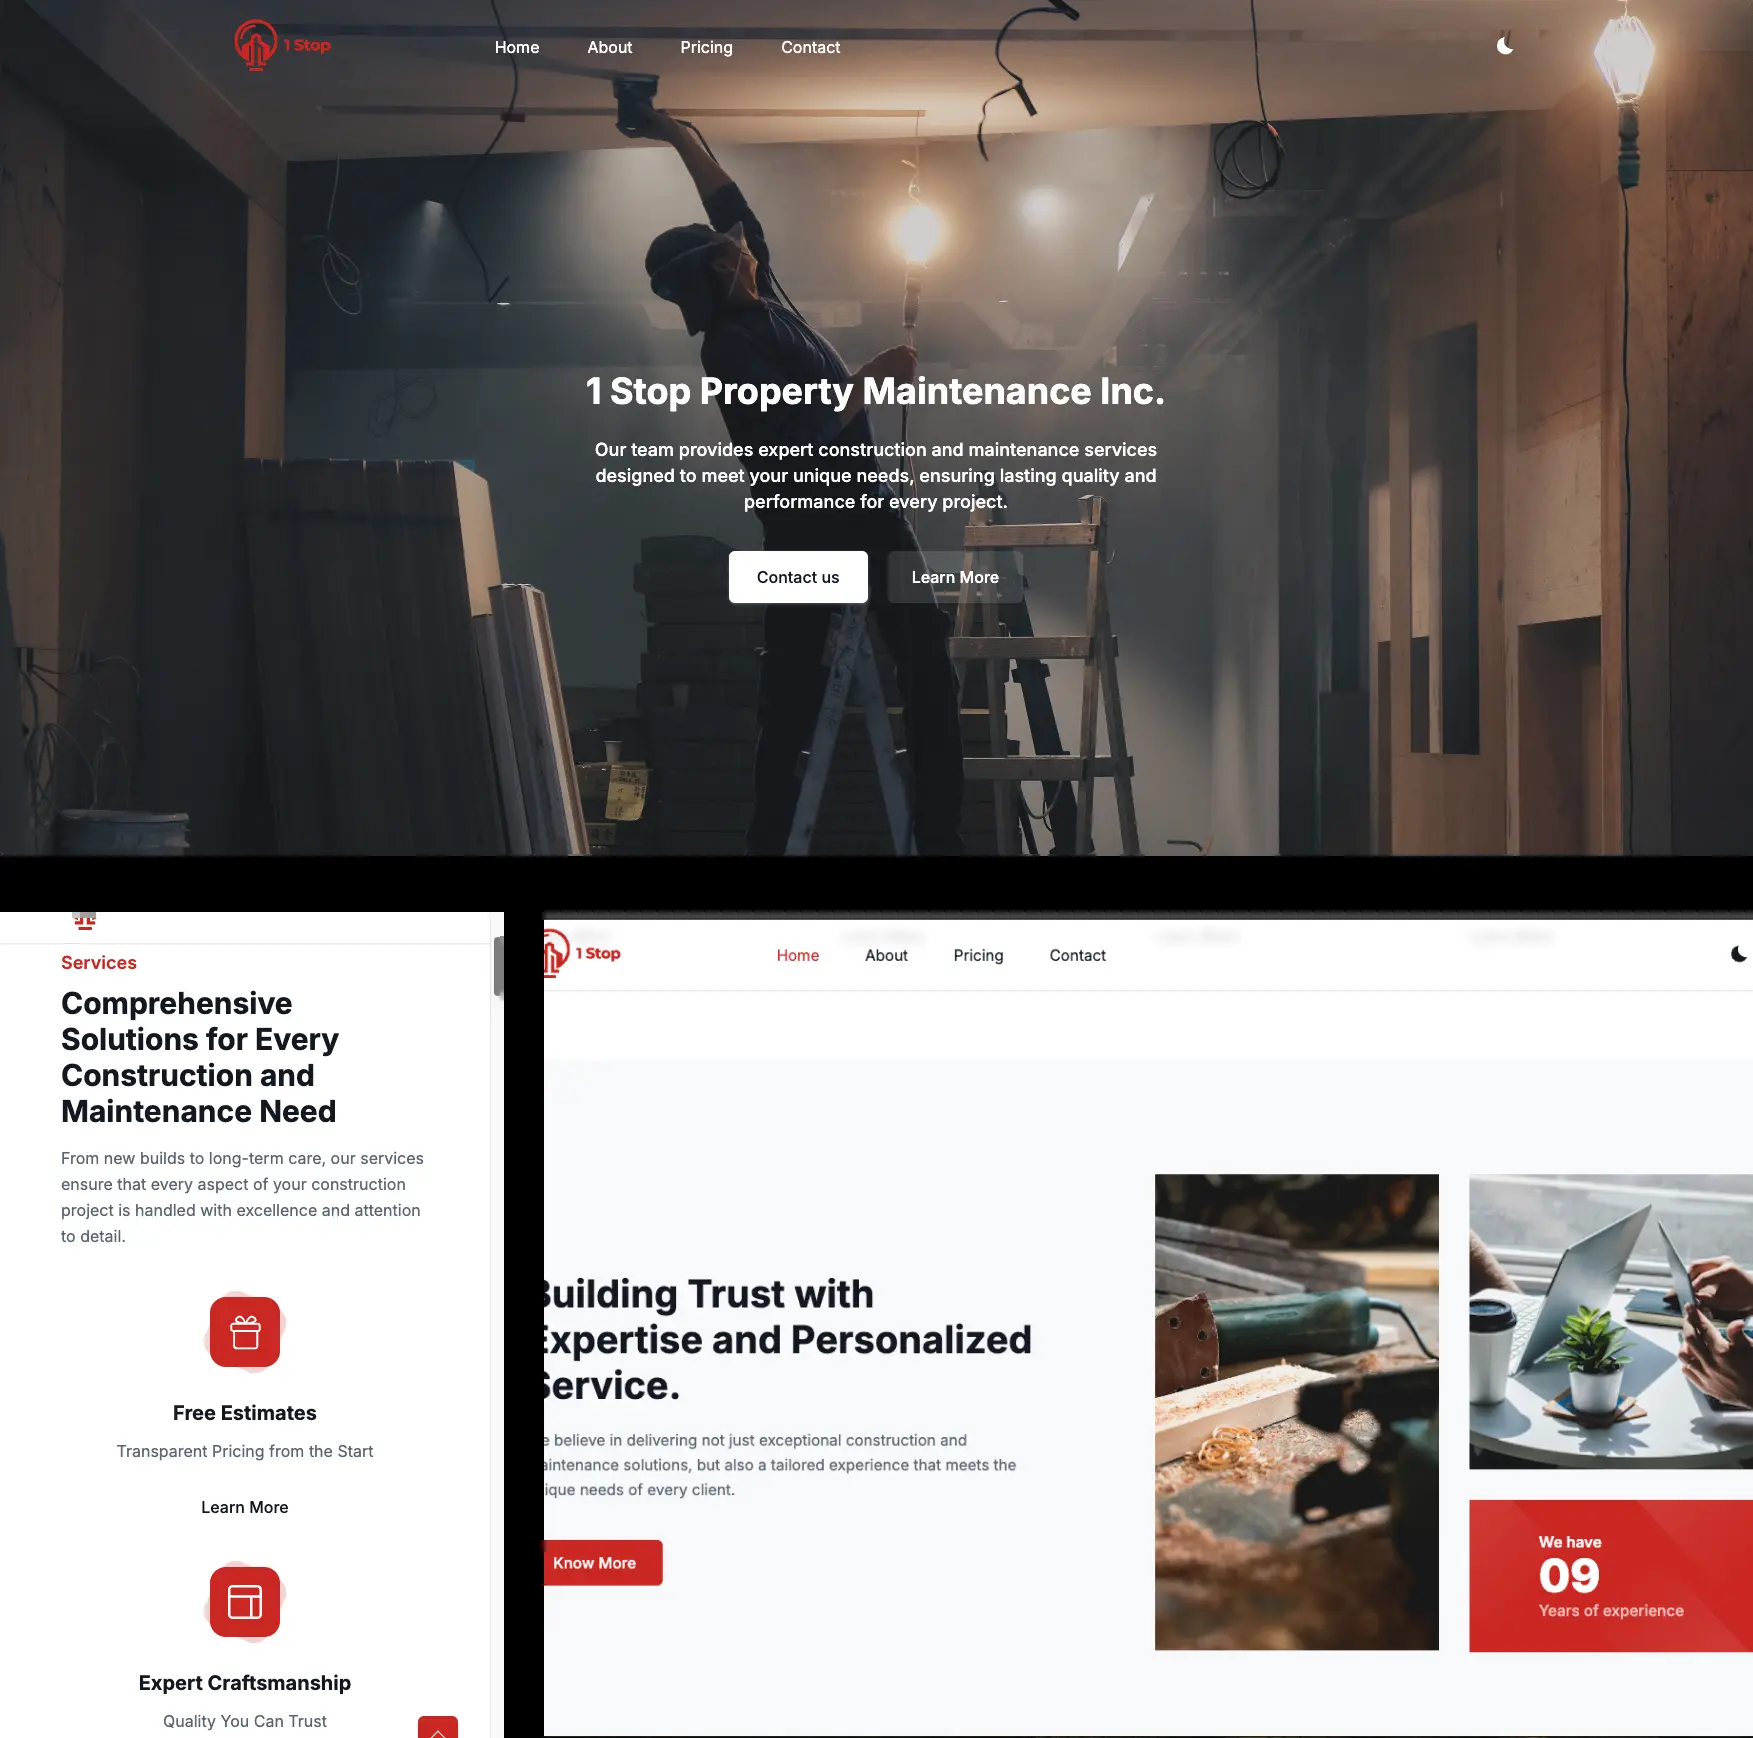 1 Stop
Home
About
Pricing
Contact
1 Stop Property Maintenance Inc.
Our team provides expert construction and maintenance services
designed to meet your unique needs, ensuring lasting quality and
performance for every project.
Contact us
Learn More
Services
Comprehensive
Solutions for Every
Construction and
Maintenance Need
From new builds to long-term care, our services
ensure that every aspect of your construction
project is handled with excellence and attention
to detail.
Free Estimates
Transparent Pricing from the Start
Learn More
Expert Craftsmanship
Quality You Can Trust
1 Stop
Home
About
Pricing
Contact
Building Trust with
Expertise and Personalized
Service.
e believe in delivering not just exceptional construction and
aintenance solutions, but also a tailored experience that meets the
ique needs of every client.
Know More
We have
09
Years of experience